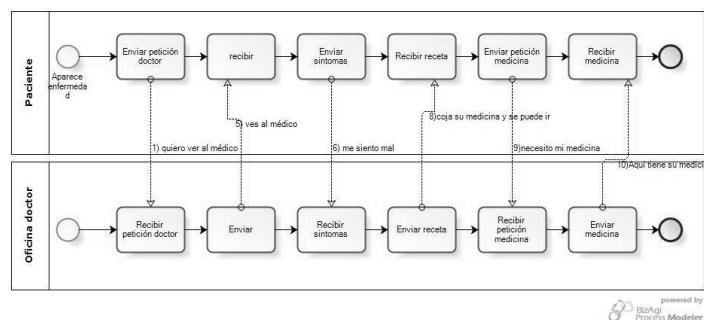 Paciente
Enviar petición
doctor
recibir
Enviar
sintomas
Recibir receta
Enviar petición
medicina
Recibir
medicina
Aparece
enfermeda
d
5) ves al médico
8)coja su medicina y se puede ir
1) quiero ver al médico
6) me siento mal
9)necesito mi medicina
10)Aquí tiene su medici
Oficina doctor
Recibir
petición doctor
Enviar
Recibir
sintomas
Enviar receta
Recibir
petición
medicina
Enviar
medicina
powered by
BizAgi
Process Modeler